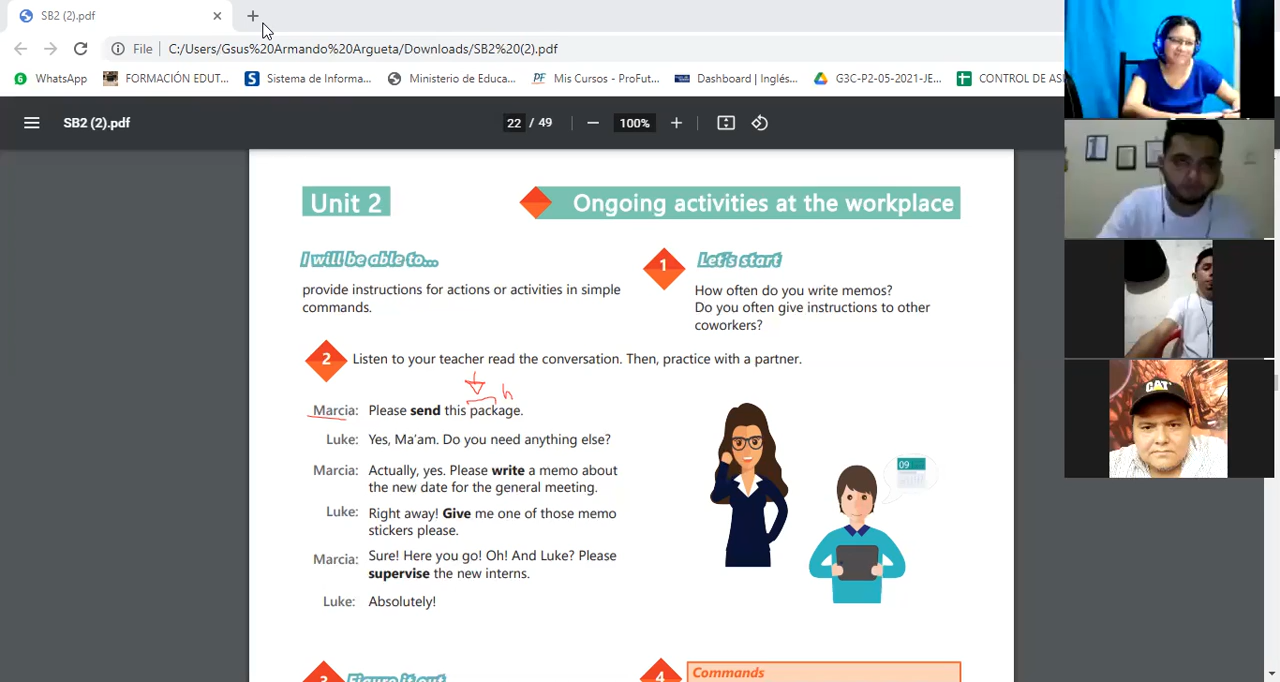 SB2 (2).pdf
File C:/Users/Gsus%20Armando%20Argueta/Downloads/SB2%20(2).pdf
6 WhatsApp FORMACIÓN EDUT... S Sistema de Informa... Ministerio de Educa... PF Mis Cursos - ProFut... Dashboard | Inglés... G3C-P2-05-2021-JE... CONTROL DE AS
SB2 (2).pdf 22 / 49 100%
Unit 2 Ongoing activities at the workplace
I will be able to...
provide instructions for actions or activities in simple
commands.
1 Let's start
How often do you write memos?
Do you often give instructions to other
coworkers?
2 Listen to your teacher read the conversation. Then, practice with a partner.
h
Marcia: Please send this package.
Luke: Yes, Ma'am. Do you need anything else?
Marcia: Actually, yes. Please write a memo about
the new date for the general meeting.
Luke: Right away! Give me one of those memo
stickers please.
Marcia: Sure! Here you go! Oh! And Luke? Please
supervise the new interns.
Luke: Absolutely!
09
CAT
3 Figure it out
4 Commands